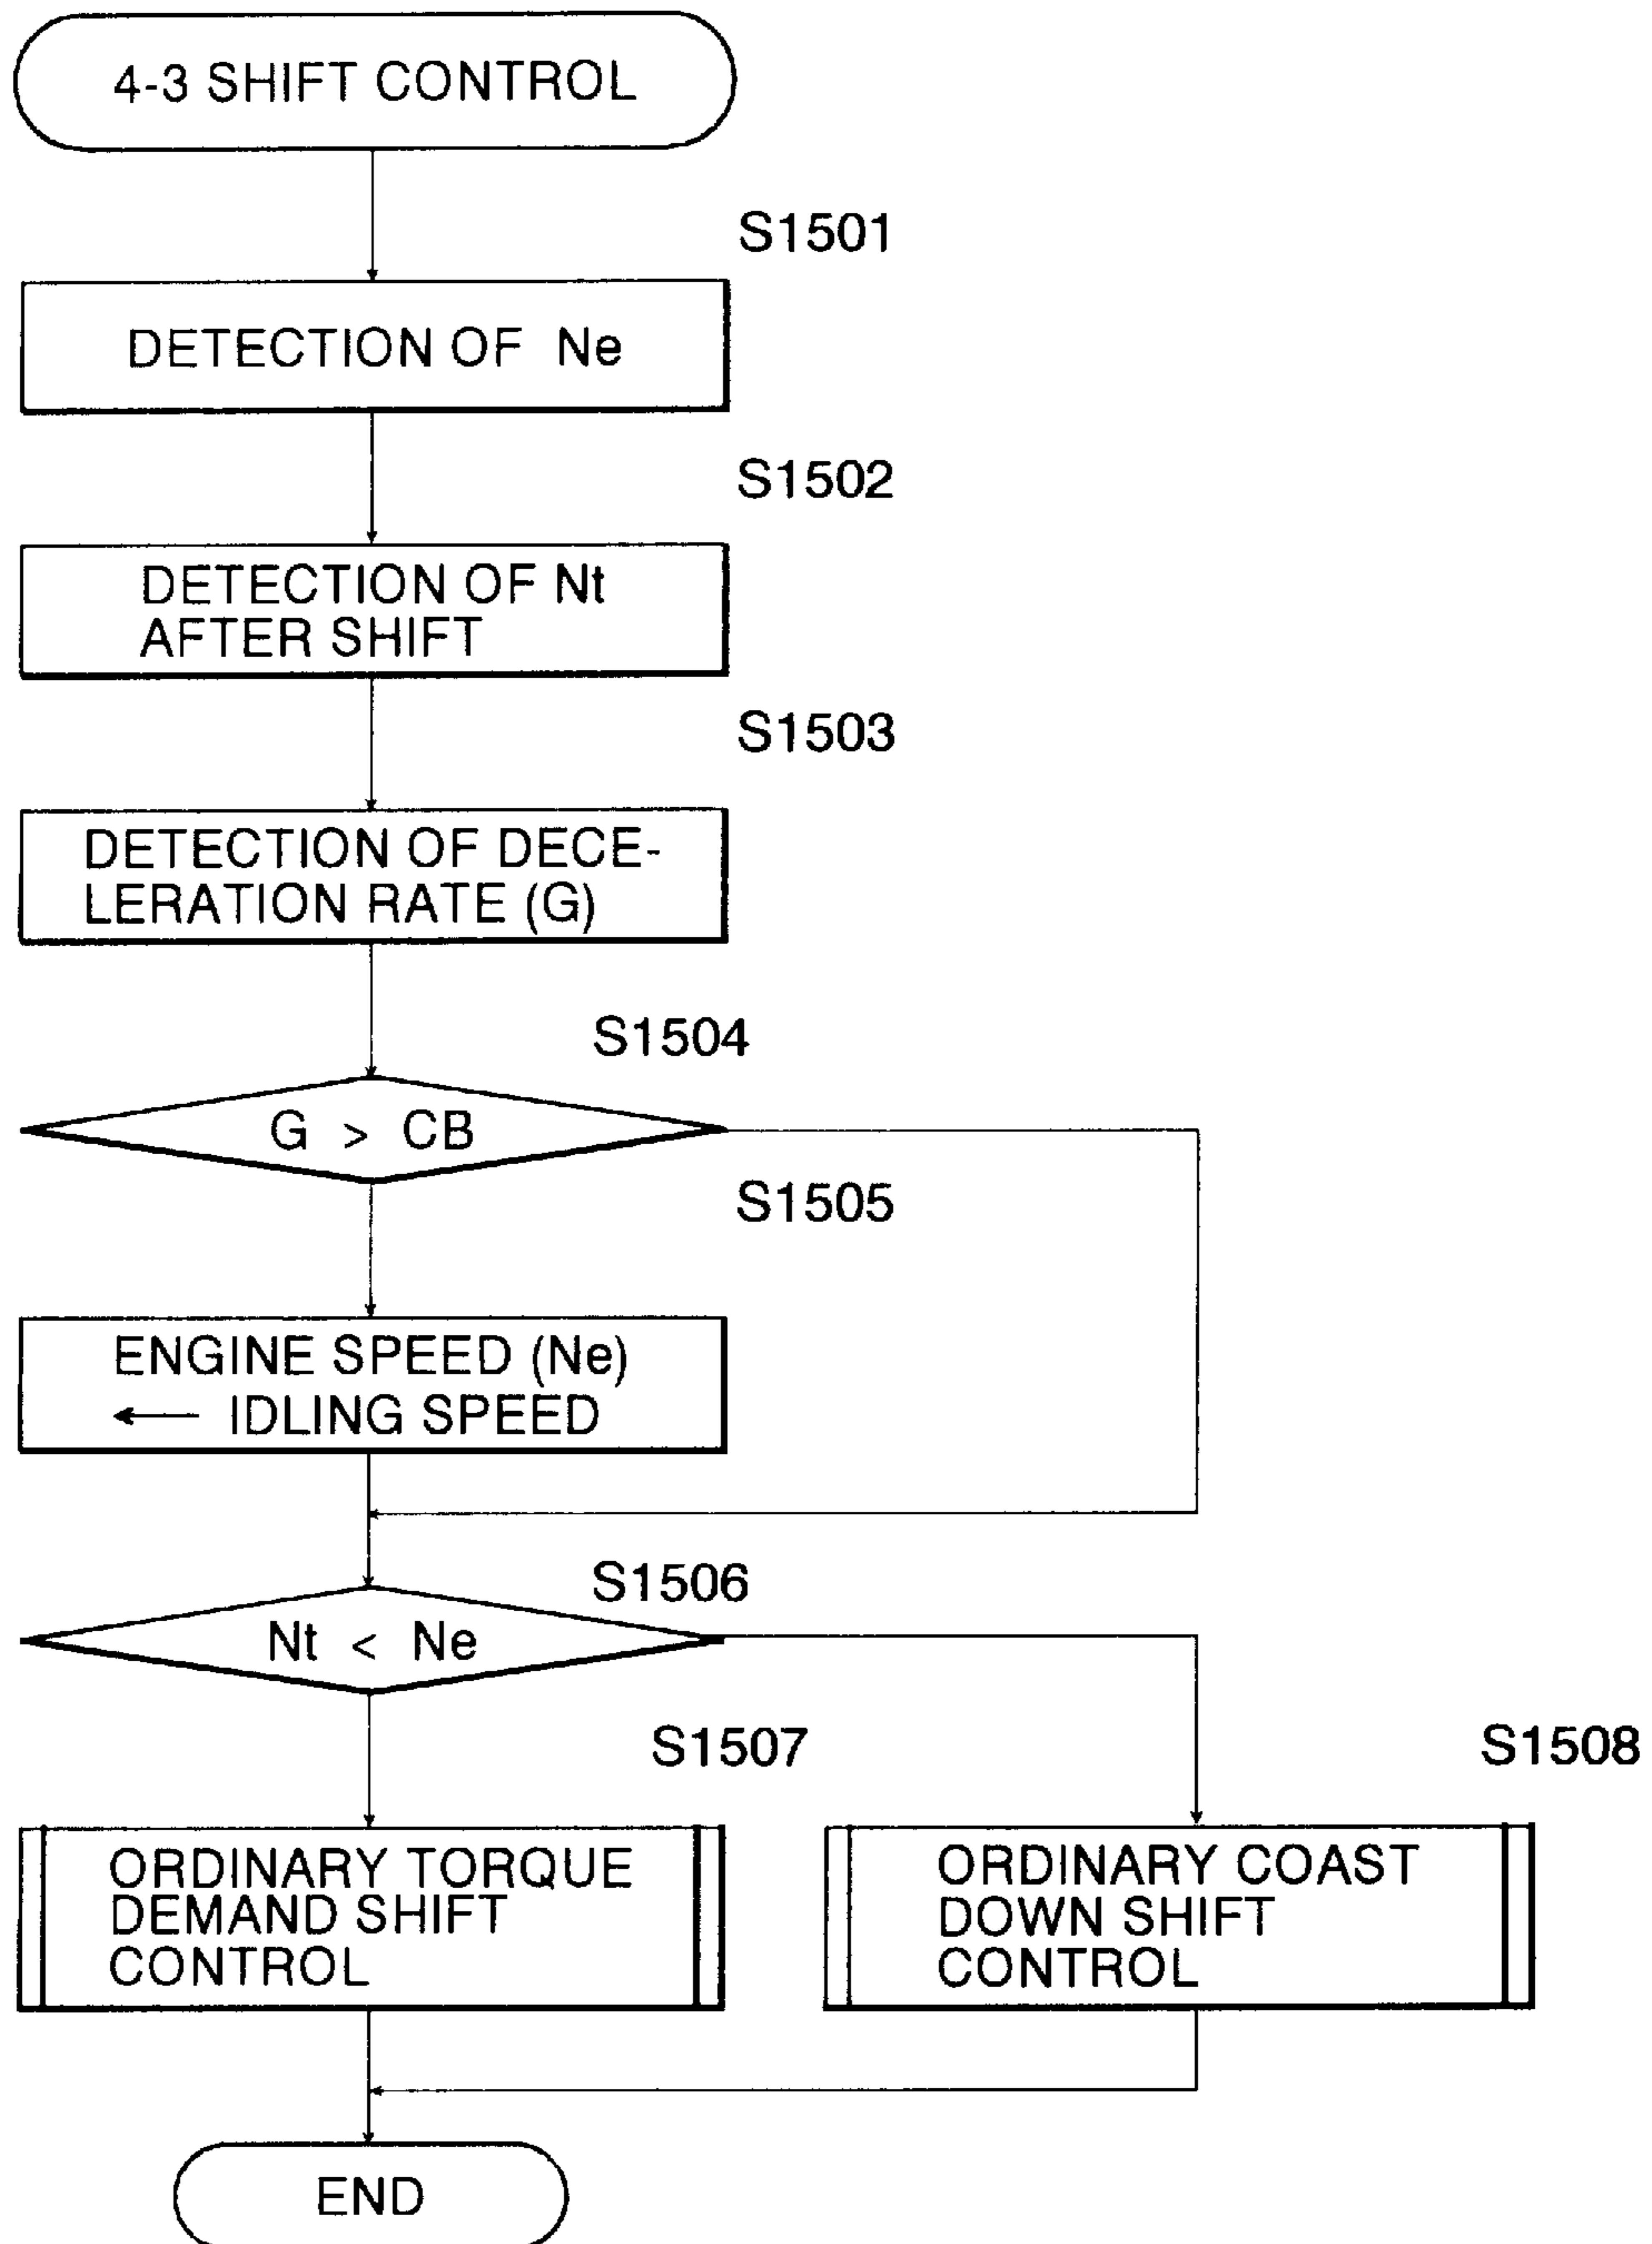 4-3 SHIFT CONTROL
S1501
DETECTION OF Ne
S1502
DETECTION OF Nt
AFTER SHIFT
S1503
DETECTION OF DECE-
LERATION RATE (G)
S1504
G > CB
S1505
ENGINE SPEED (Ne)
← IDLING SPEED
S1506
Nt < Ne
S1507
ORDINARY TORQUE
DEMAND SHIFT
CONTROL
S1508
ORDINARY COAST
DOWN SHIFT
CONTROL
END